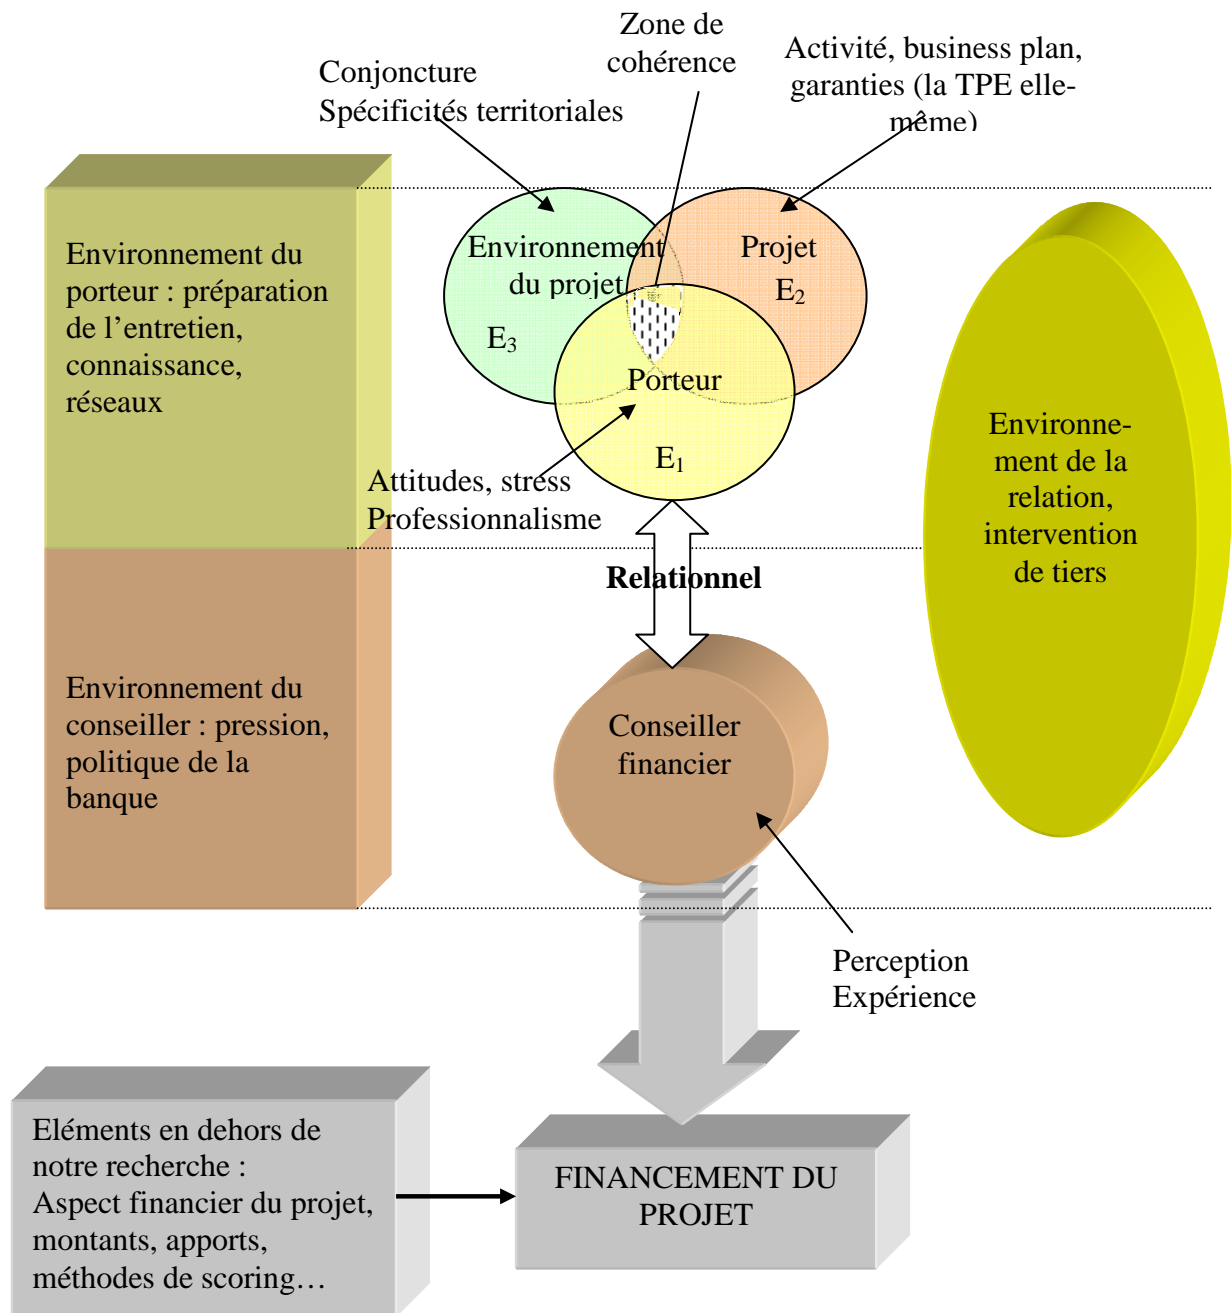 Zone de
cohérence
Activité, business plan,
garanties (la TPE elle-
même)
Conjoncture
Spécificités territoriales
Environnement du
porteur : préparation
de l’entretien,
connaissance,
réseaux
Environnement
du projet
E3
Projet
E2
Porteur
E1
Attitudes, stress
Professionnalisme
Environne-
ment de la
relation,
intervention
de tiers
Relationnel
Environnement du
conseiller : pression,
politique de la
banque
Conseiller
financier
Perception
Expérience
Eléments en dehors de
notre recherche :
Aspect financier du projet,
montants, apports,
méthodes de scoring…
FINANCEMENT DU
PROJET